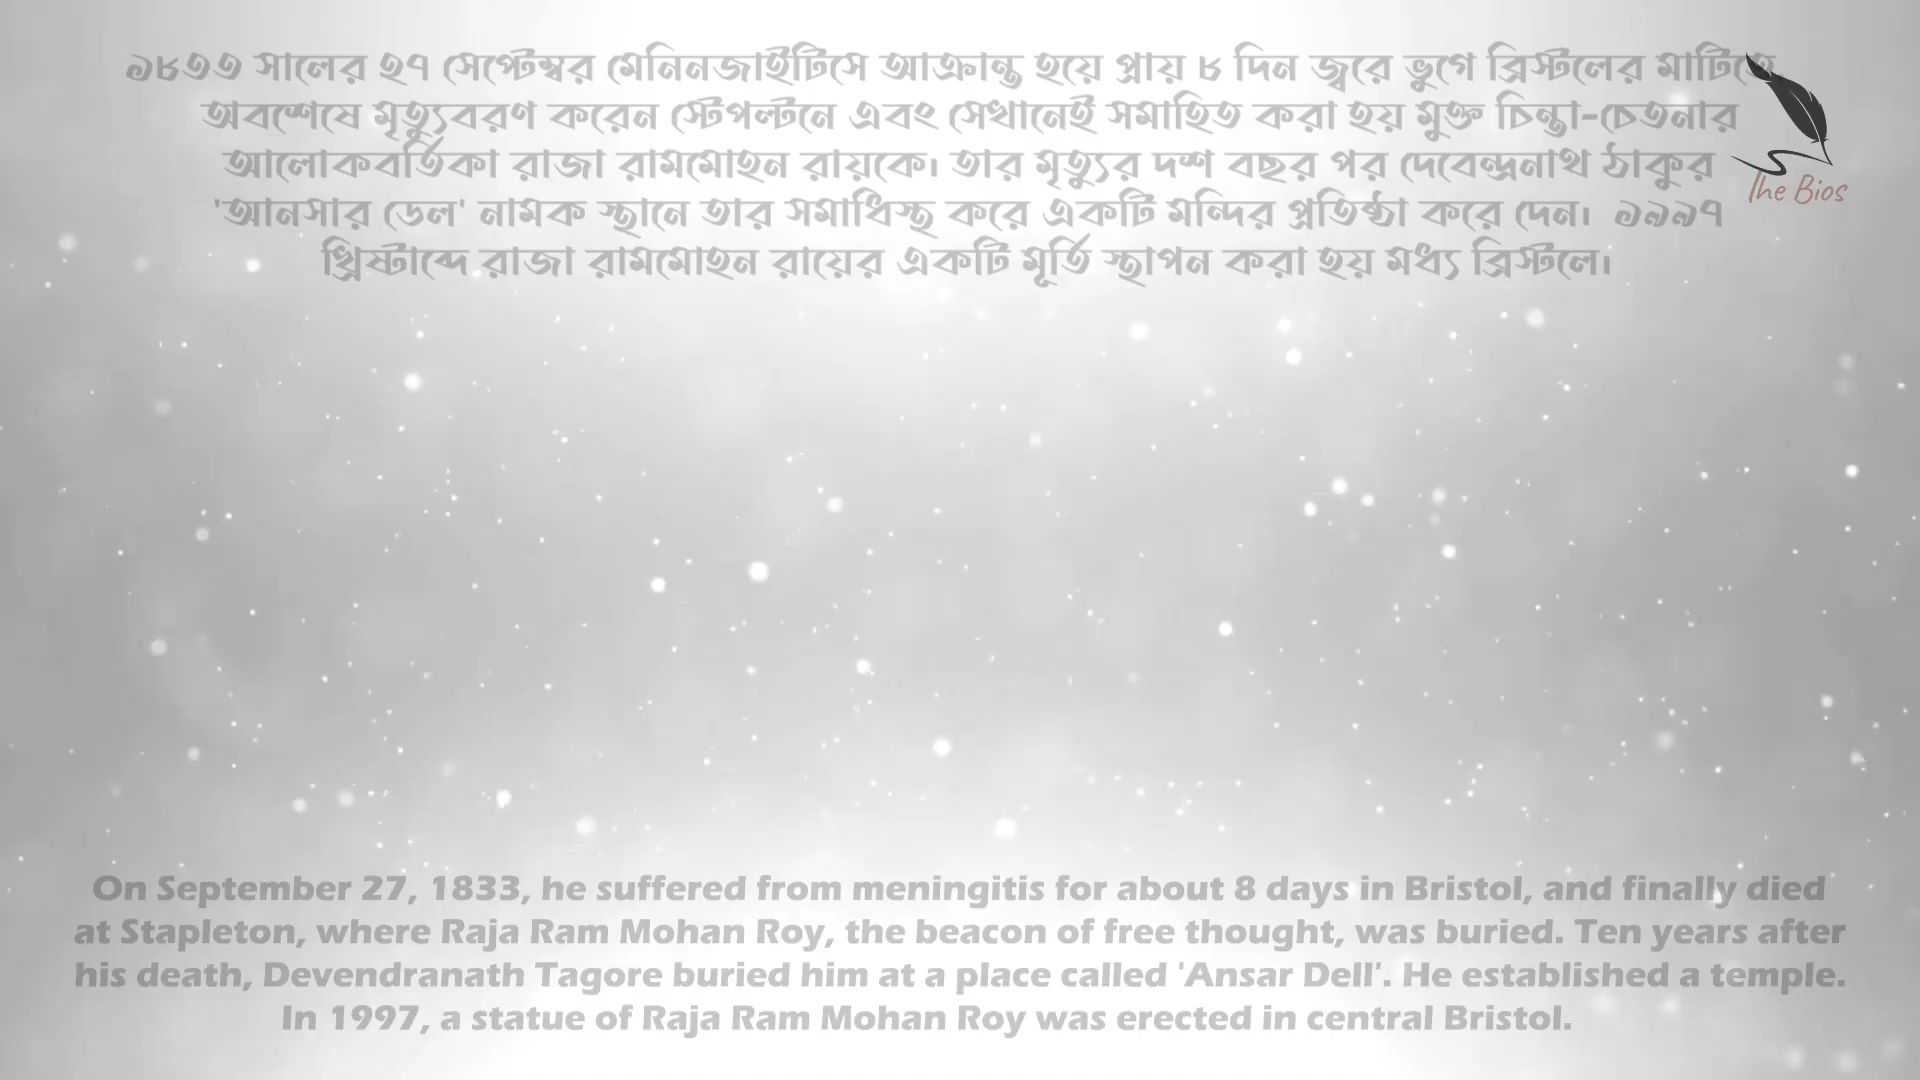 ১৮৩৩ সালের ২৭ সেপ্টেম্বর মেনিনজাইটিসে আক্রান্ত হয়ে প্রায় ৮ দিন জ্বরে ভুগে ব্রিস্টলের মাটিতে
অবশেষে মৃত্যুবরণ করেন স্টেপল্টনে এবং সেখানেই সমাহিত করা হয় মুক্ত চিন্তা-চেতনার
আলোকবর্তিকা রাজা রামমোহন রায়কে। তার মৃত্যুর দশ বছর পর দেবেন্দ্রনাথ ঠাকুর
'আনসার ডেল' নামক স্থানে তার সমাধিস্থ করে একটি মন্দির প্রতিষ্ঠা করে দেন। ১৯৯৭
খ্রিষ্টাব্দে রাজা রামমোহন রায়ের একটি মূর্তি স্থাপন করা হয় মধ্য ব্রিস্টলে।
The Bios
On September 27, 1833, he suffered from meningitis for about 8 days in Bristol, and finally died
at Stapleton, where Raja Ram Mohan Roy, the beacon of free thought, was buried. Ten years after
his death, Devendranath Tagore buried him at a place called 'Ansar Dell'. He established a temple.
In 1997, a statue of Raja Ram Mohan Roy was erected in central Bristol.